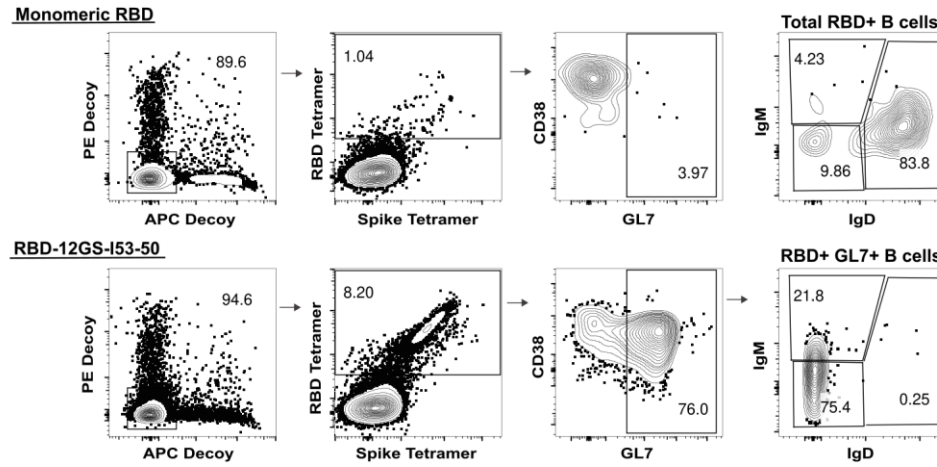 Monomeric RBD
89.6
PE Decoy
APC Decoy
1.04
RBD Tetramer
Spike Tetramer
CD38
3.97
GL7
Total RBD+ B cells
4.23
IgM
9.86
83.8
IgD
RBD-12GS-I53-50
94.6
PE Decoy
APC Decoy
8.20
RBD Tetramer
Spike Tetramer
CD38
76.0
GL7
RBD+ GL7+ B cells
21.8
IgM
75.4
0.25
IgD